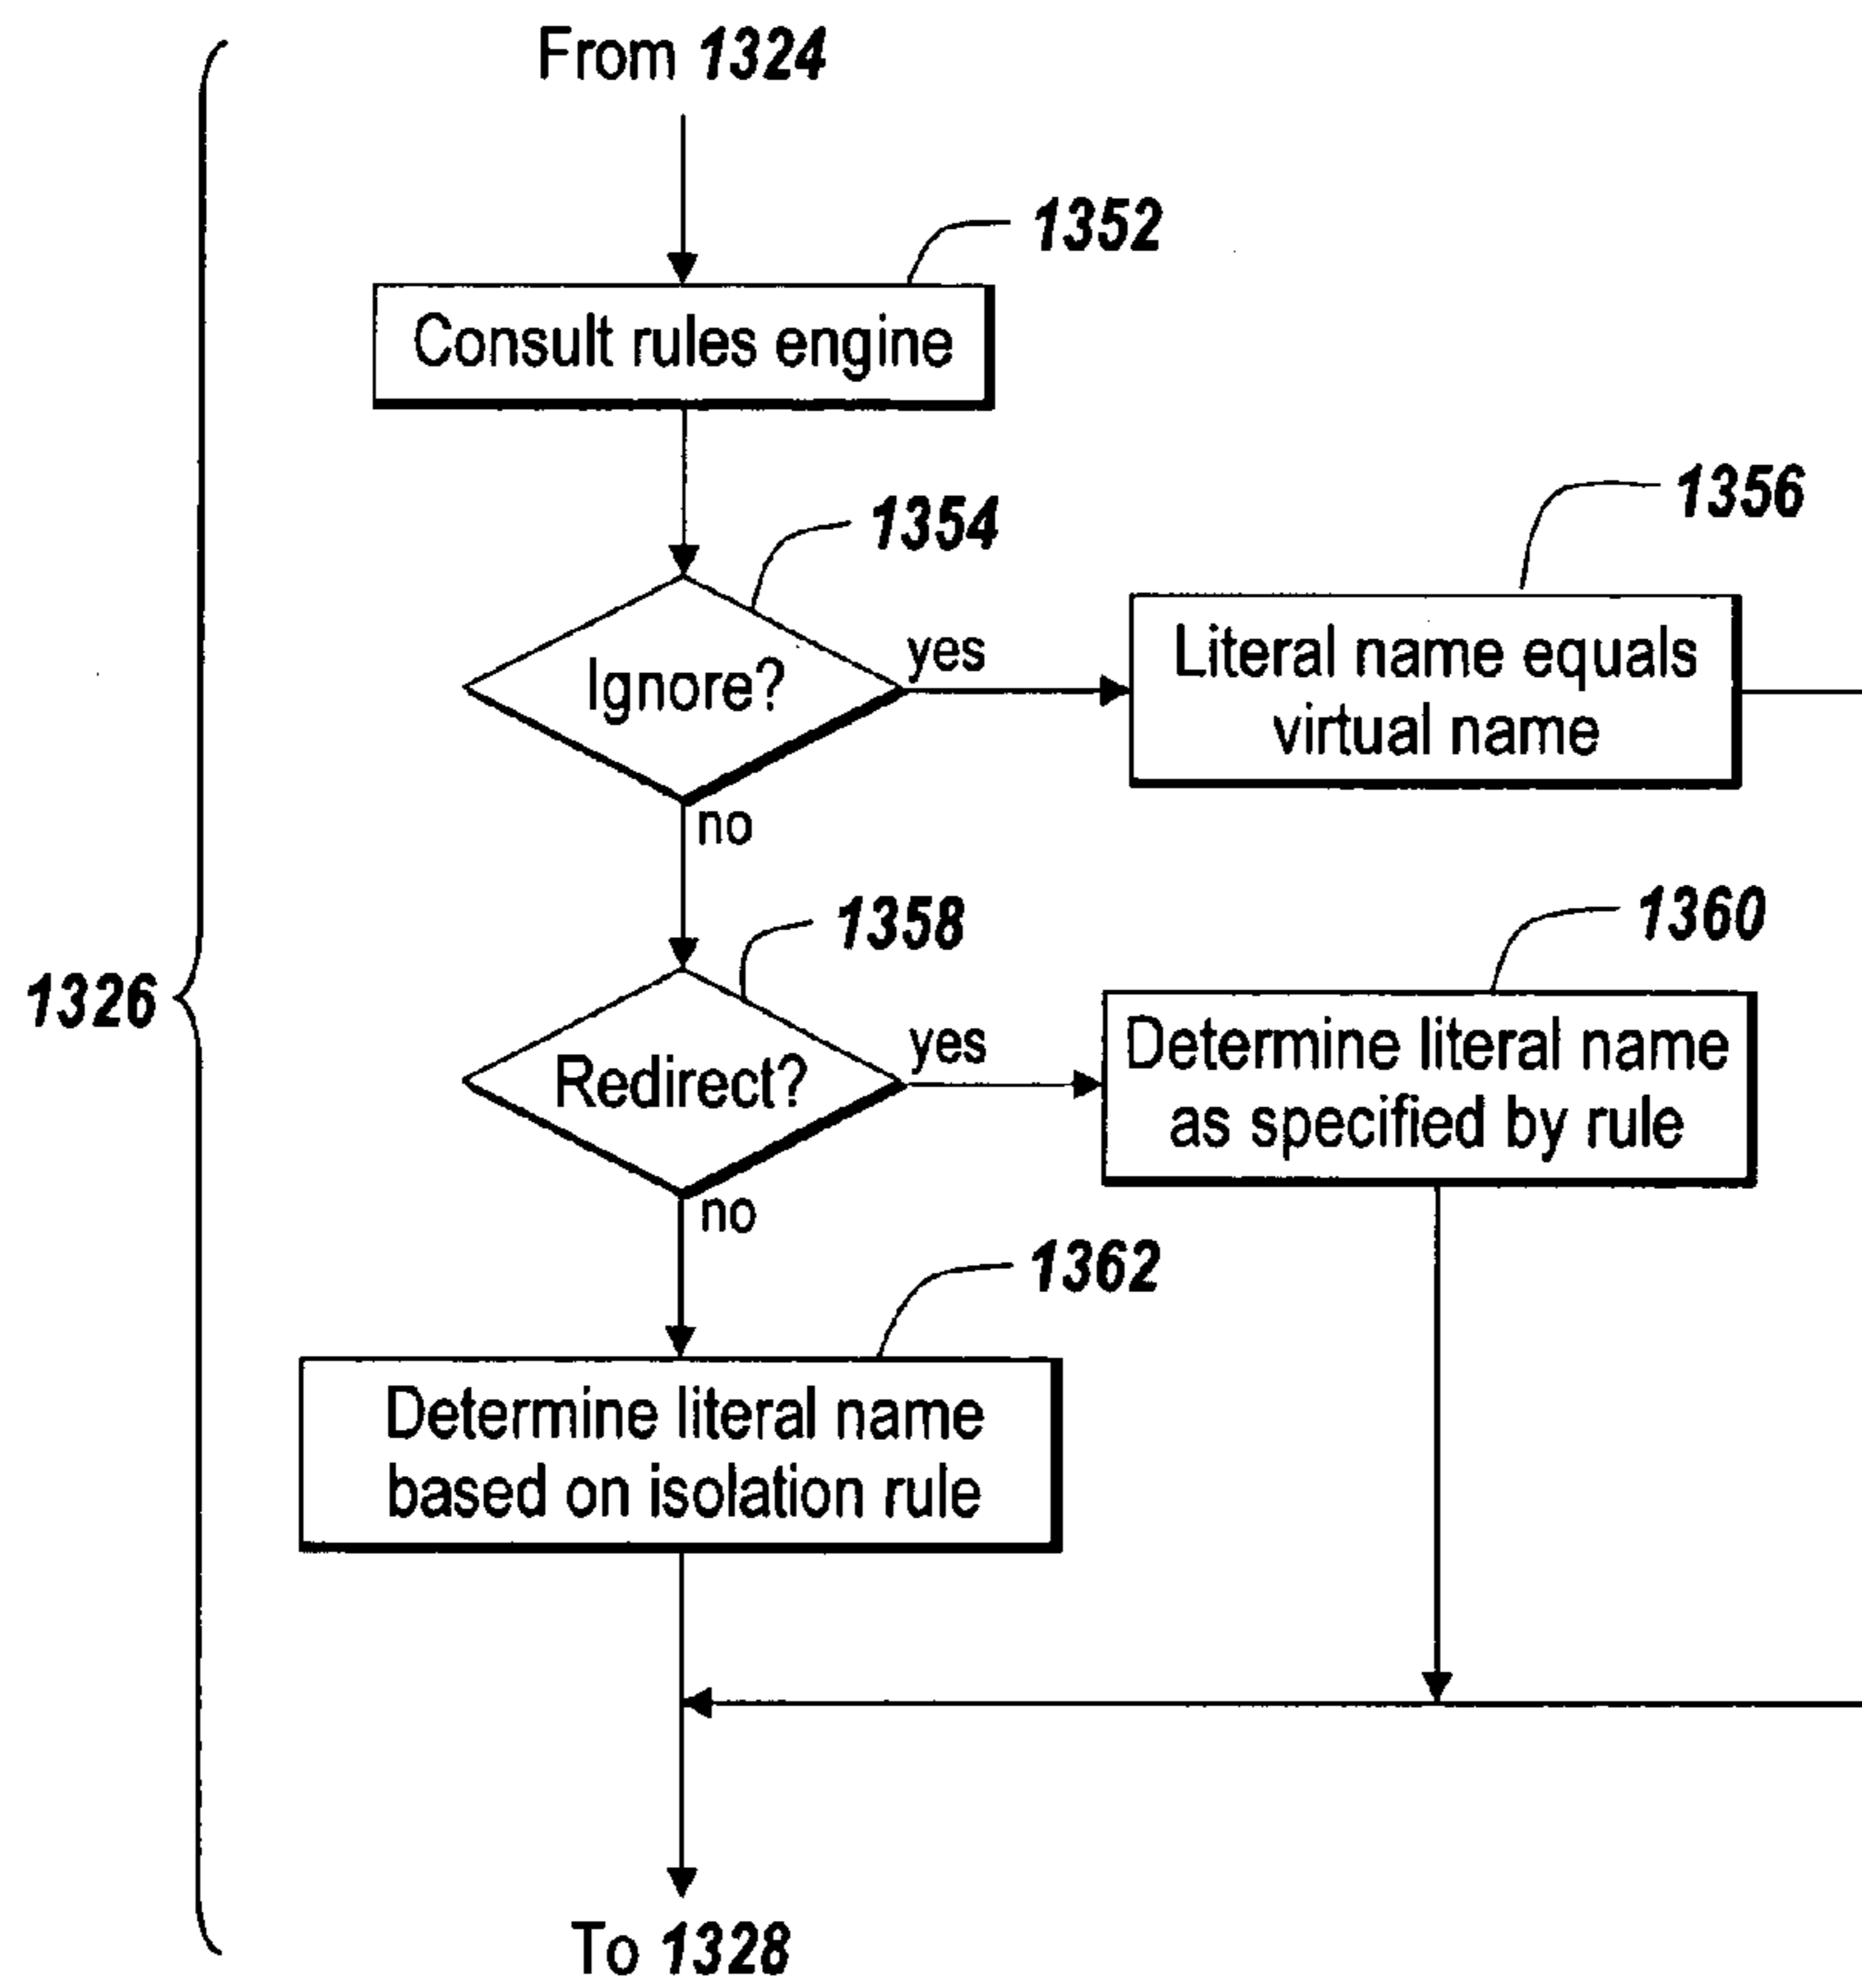 From 1324
1352
Consult rules engine
1354
1356
Ignore?
yes
Literal name equals
virtual name
no
1358
1360
1326
Redirect?
yes
Determine literal name
as specified by rule
no
1362
Determine literal name
based on isolation rule
To 1328